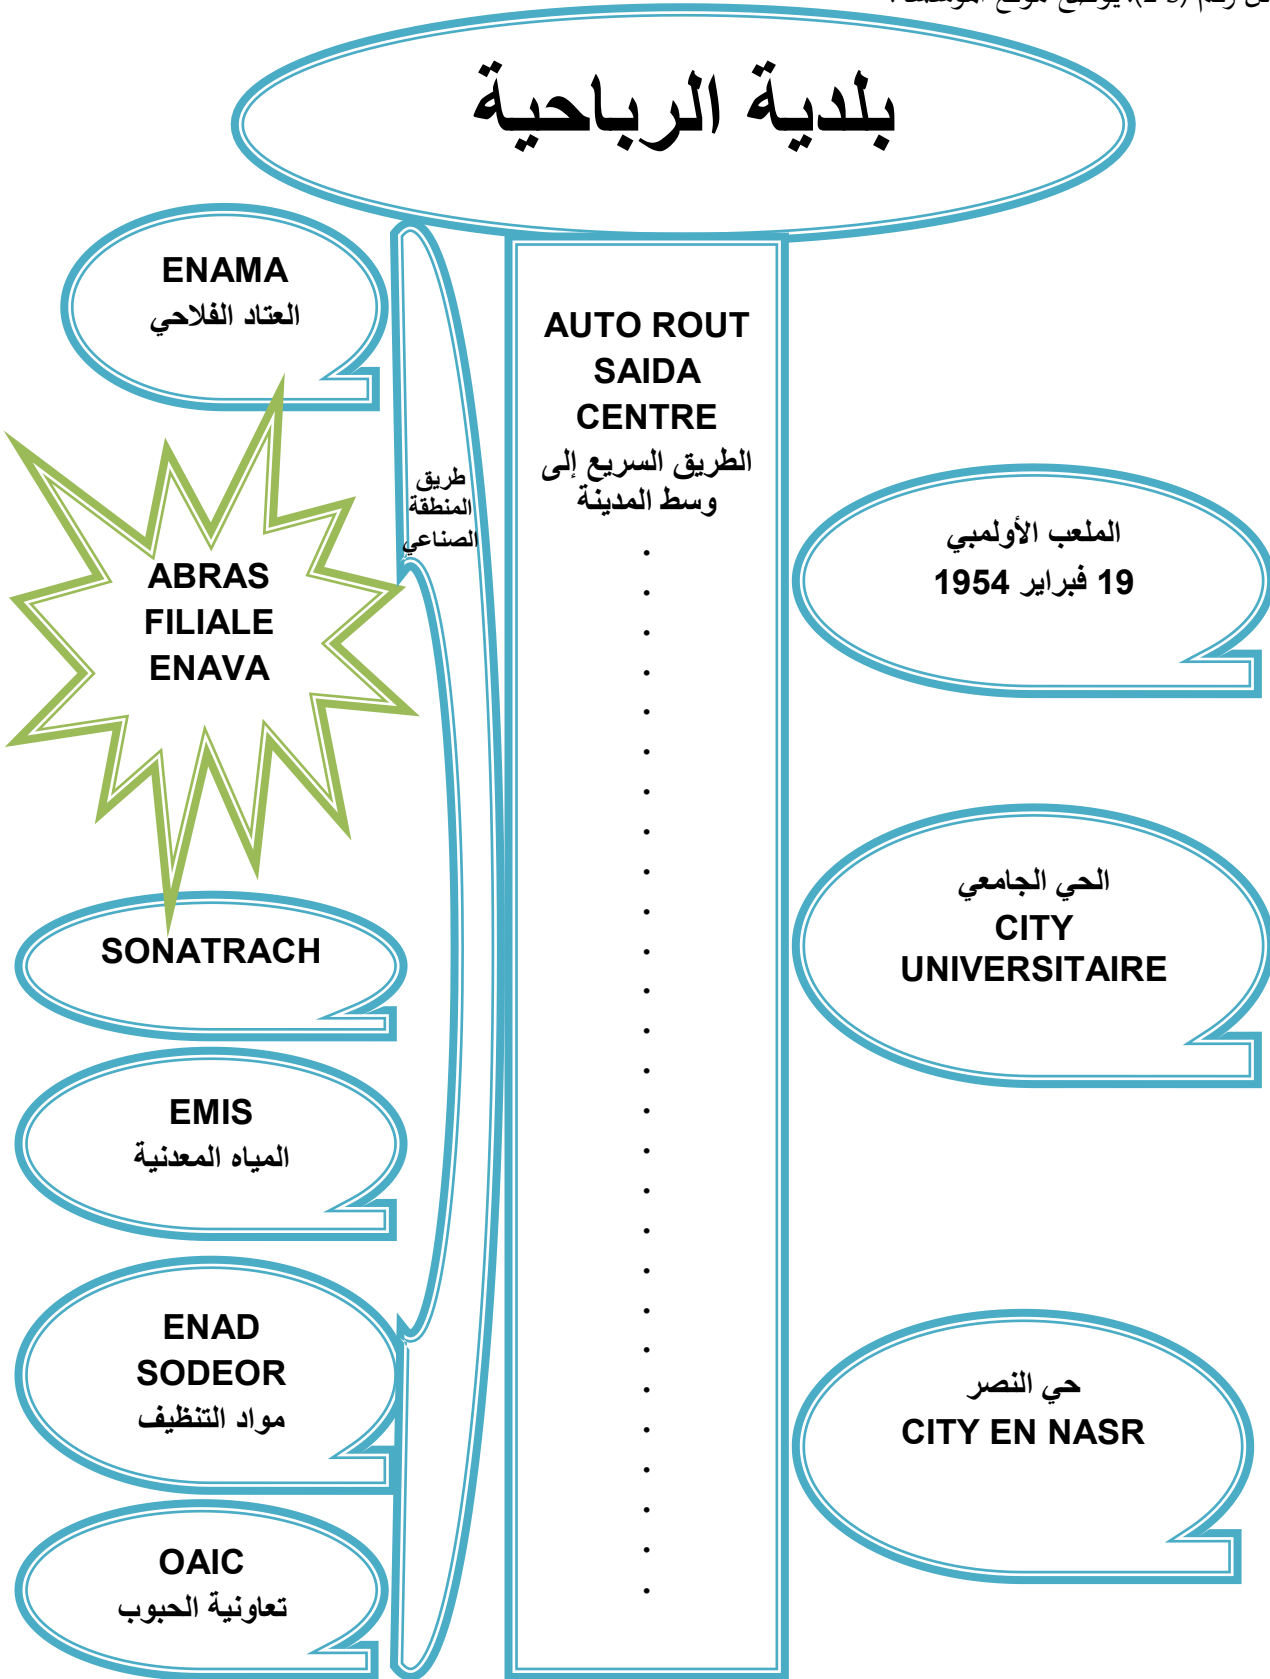 بلدية الرباحية
ENAMA
العتاد الفلاحي
ABRAS
FILIALE
ENAVA
SONATRACH
EMIS
المياه المعدنية
ENAD
SODEOR
مواد التنظيف
OAIC
تعاونية الحبوب
طريق
المنطقة
الصناعي
AUTO ROUT
SAIDA
CENTRE
الطريق السريع إلى
وسط المدينة
الملعب الأولمبي
19 فبراير 1954
الحي الجامعي
CITY
UNIVERSITAIRE
حي النصر
CITY EN NASR